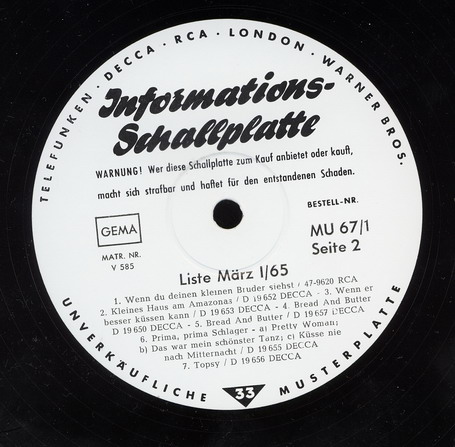 TELEFUNKEN · DECCA · RCA · LONDON · WARNER BROS.
Informations-
Schallplatte
WARNUNG! Wer diese Schallplatte zum Kauf anbietet oder kauft,
macht sich strafbar und haftet für den entstandenen Schaden.
BESTELL-NR.
GEMA
MU 67/1
MATR. NR.
Seite 2
V 585
Liste März I/65
1. Wenn du deinen kleinen Bruder siehst / 47-9620 RCA
2. Kleines Haus am Amazonas / D 19 652 DECCA - 3. Wenn er
besser küssen kann / D 19 653 DECCA - 4. Bread And Butter
D 19 650 DECCA - 5. Bread And Butter / D 19 657 DECCA
6. Prima, prima Schlager - a) Pretty Woman;
b) Das war mein schönster Tanz; c) Küsse nie
nach Mitternacht / D 19 655 DECCA
7. Topsy / D 19 656 DECCA
UNVERKÄUFLICHE 33 MUSTERPLATTE